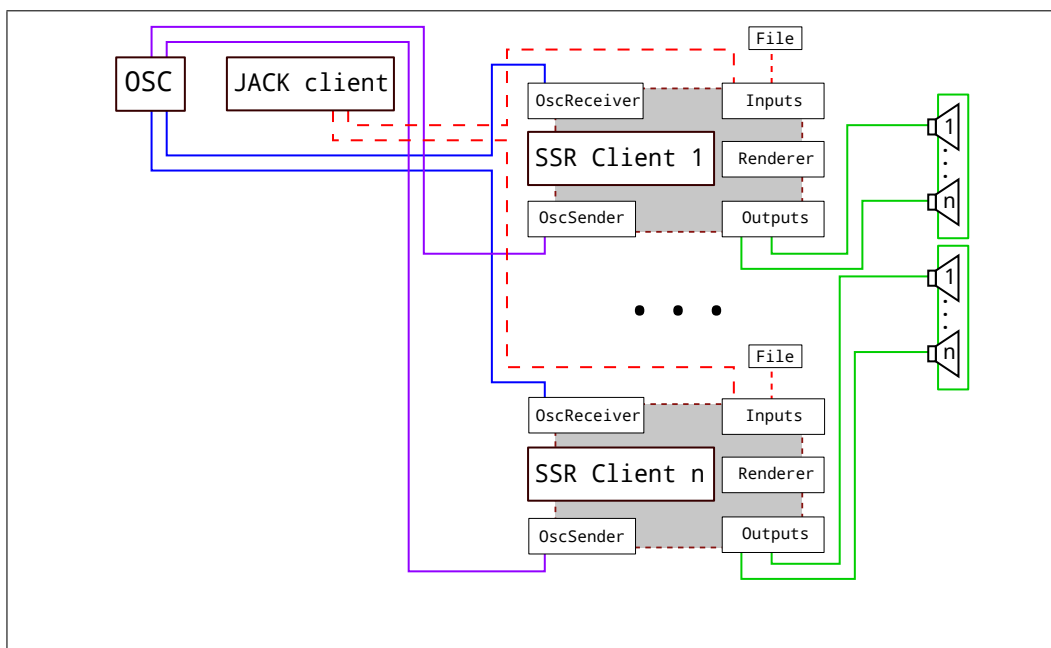 File
OSC
JACK client
OscReceiver
Inputs
SSR Client 1
Renderer
OscSender
Outputs
1
n
1
n
File
OscReceiver
Inputs
SSR Client n
Renderer
OscSender
Outputs